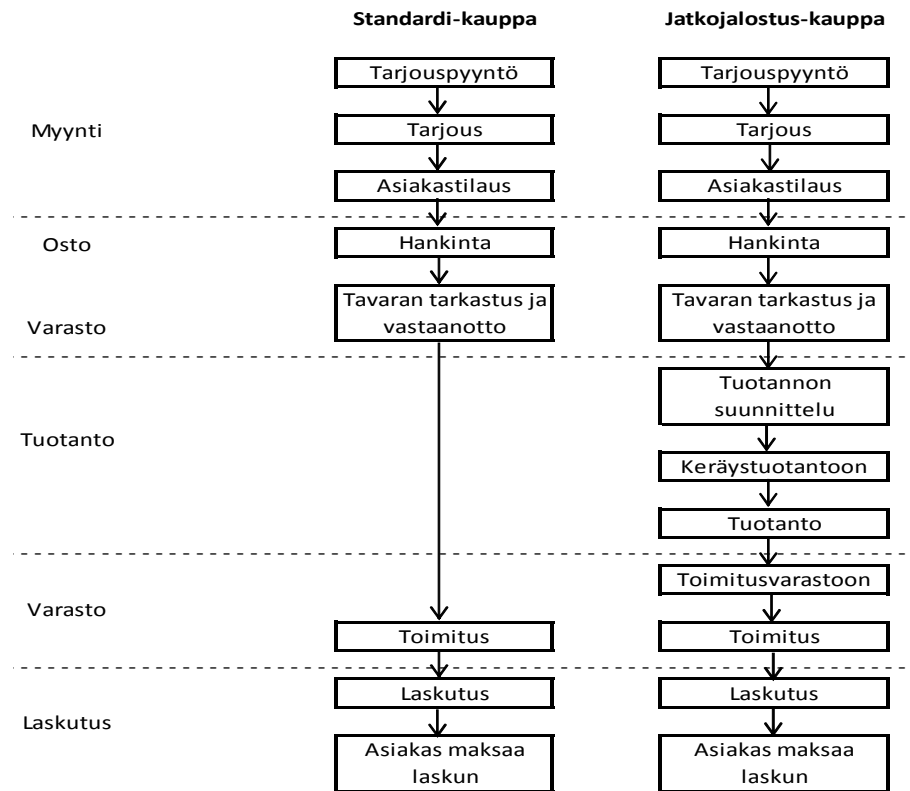 Standardi-kauppa
Jatkojalostus-kauppa
Tarjouspyyntö
Tarjouspyyntö
Myynti
Tarjous
Tarjous
Asiakastilaus
Asiakastilaus
Osto
Hankinta
Hankinta
Varasto
Tavaran tarkastus ja
vastaanotto
Tavaran tarkastus ja
vastaanotto
Tuotanto
Tuotannon
suunnittelu
Keräystuotantoon
Tuotanto
Varasto
Toimitusvarastoon
Toimitus
Toimitus
Laskutus
Laskutus
Laskutus
Asiakas maksaa
laskun
Asiakas maksaa
laskun